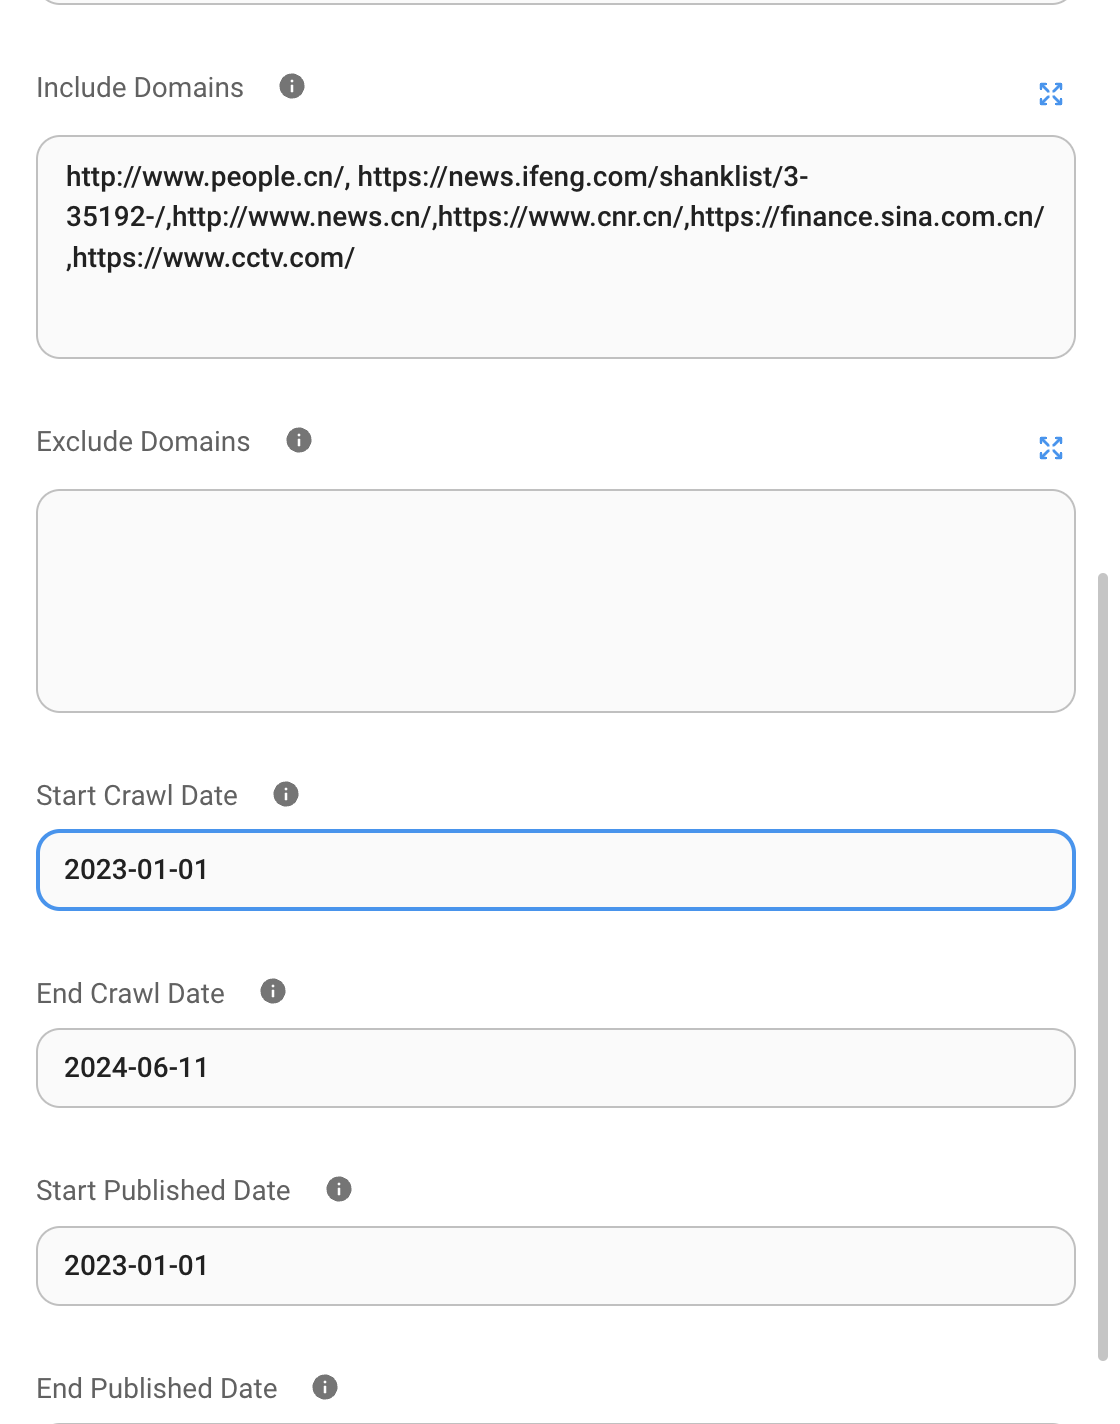 Include Domains
http://www.people.cn/, https://news.ifeng.com/shanklist/3-
35192-/,http://www.news.cn/,https://www.cnr.cn/,https://finance.sina.com.cn/
,https://www.cctv.com/
Exclude Domains
Start Crawl Date
2023-01-01
End Crawl Date
2024-06-11
Start Published Date
2023-01-01
End Published Date